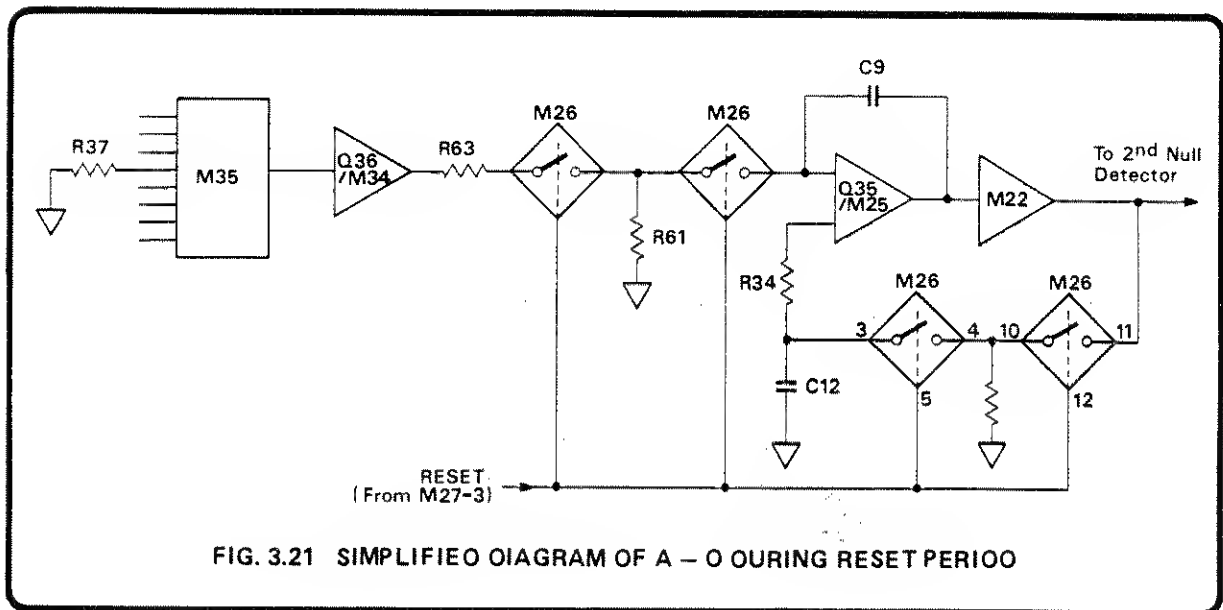 C9
M26
M26
R37
M35
Q36
/M34
R63
R61
Q35
/M25
M22
To 2nd Null
Detector
R34
M26
M26
3
4
10
11
C12
5
12
RESET
(From M27-3)
FIG. 3.21 SIMPLIFIEO OIAGRAM OF A – O OURING RESET PERIOO